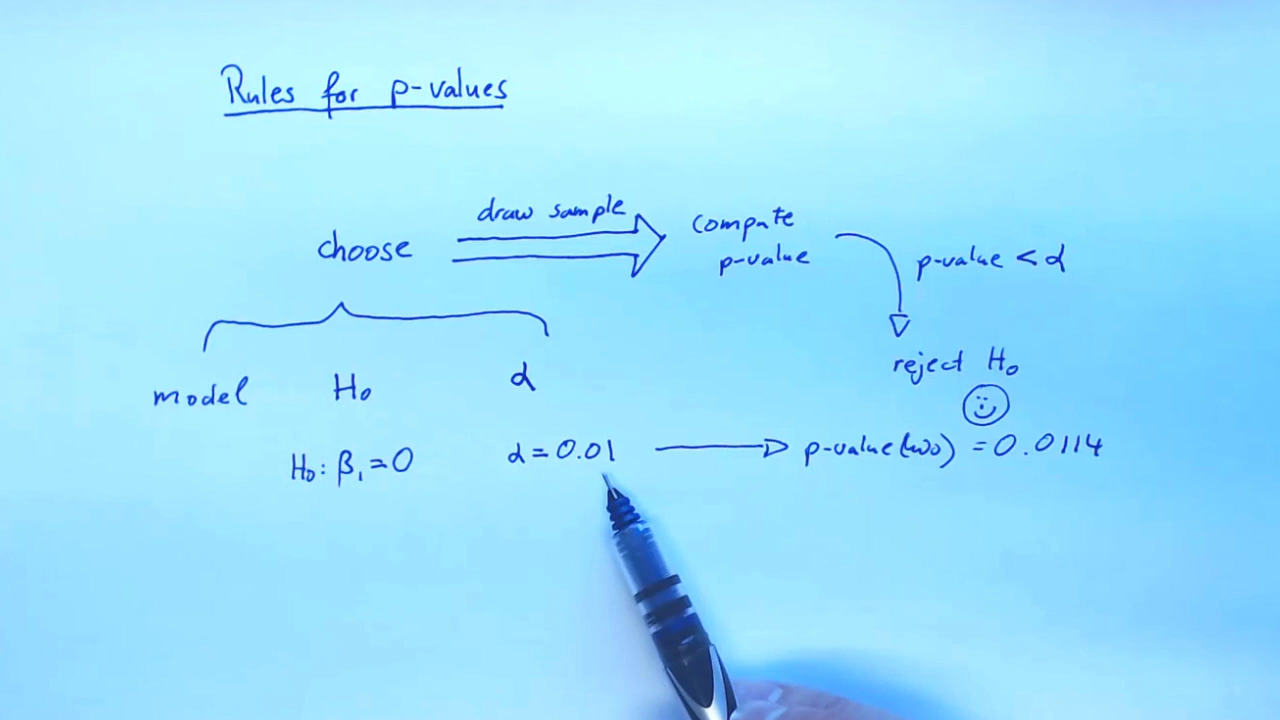 Rules for p-values
draw sample
choose
compute
p-value
p-value < α
reject H₀
model H₀ α
H₀: β₁ = 0 α = 0.01 p-value(two) = 0.0114